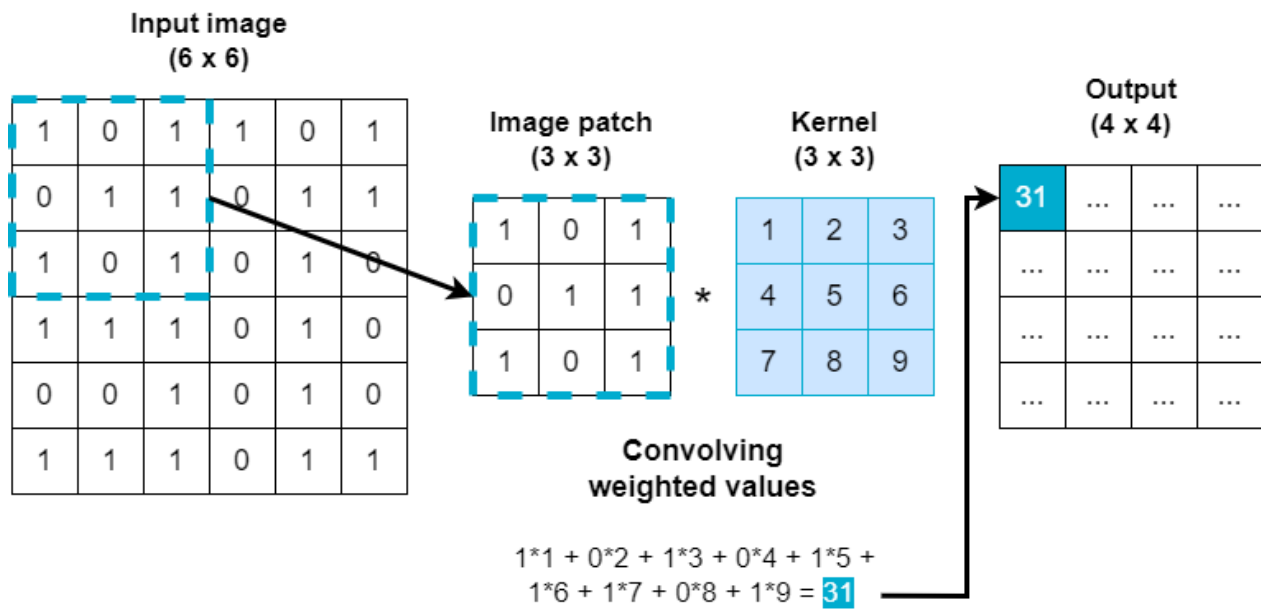 Input image
(6 x 6)
1 0 1 1 0 1
0 1 1 0 1 1
1 0 1 0 1 0
1 1 1 0 1 0
0 0 1 0 1 0
1 1 1 0 1 1
Image patch
(3 x 3)
1 0 1
0 1 1
1 0 1
*
Kernel
(3 x 3)
1 2 3
4 5 6
7 8 9
Convolving
weighted values
1*1 + 0*2 + 1*3 + 0*4 + 1*5 +
1*6 + 1*7 + 0*8 + 1*9 = 31
Output
(4 x 4)
31 ... ... ...
... ... ... ...
... ... ... ...
... ... ... ...